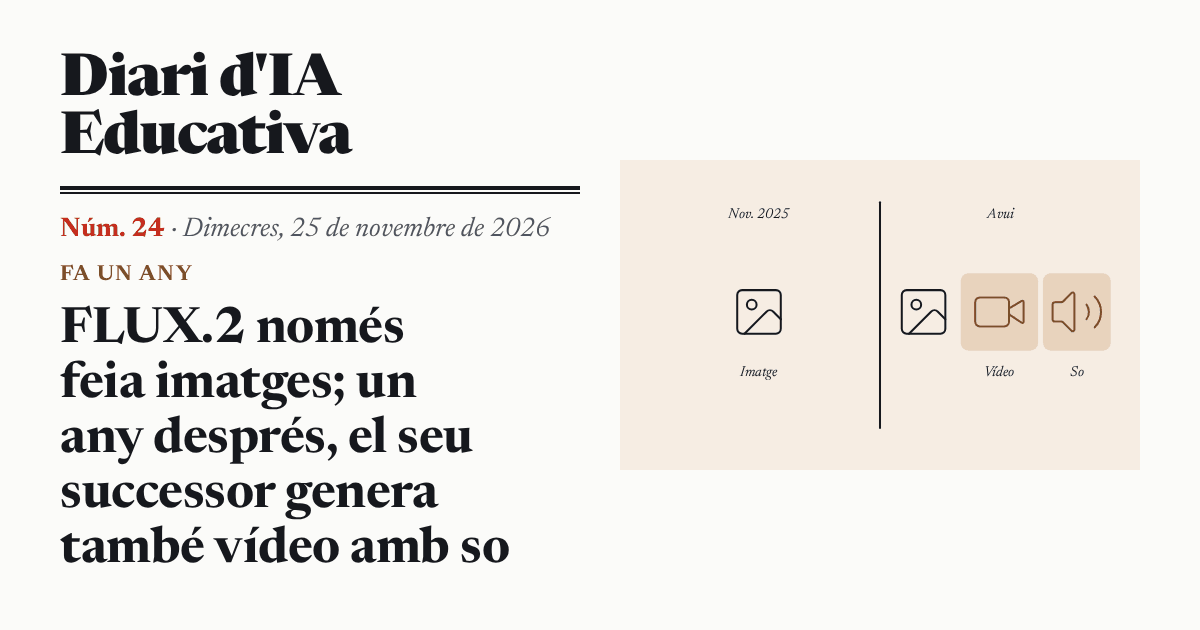 Diari d'IA
Educativa
Núm. 24 · Dimecres, 25 de novembre de 2026
FA UN ANY
FLUX.2 només
feia imatges; un
any després, el seu
successor genera
també vídeo amb so
Nov. 2025
Avui
Imatge
Vídeo
So